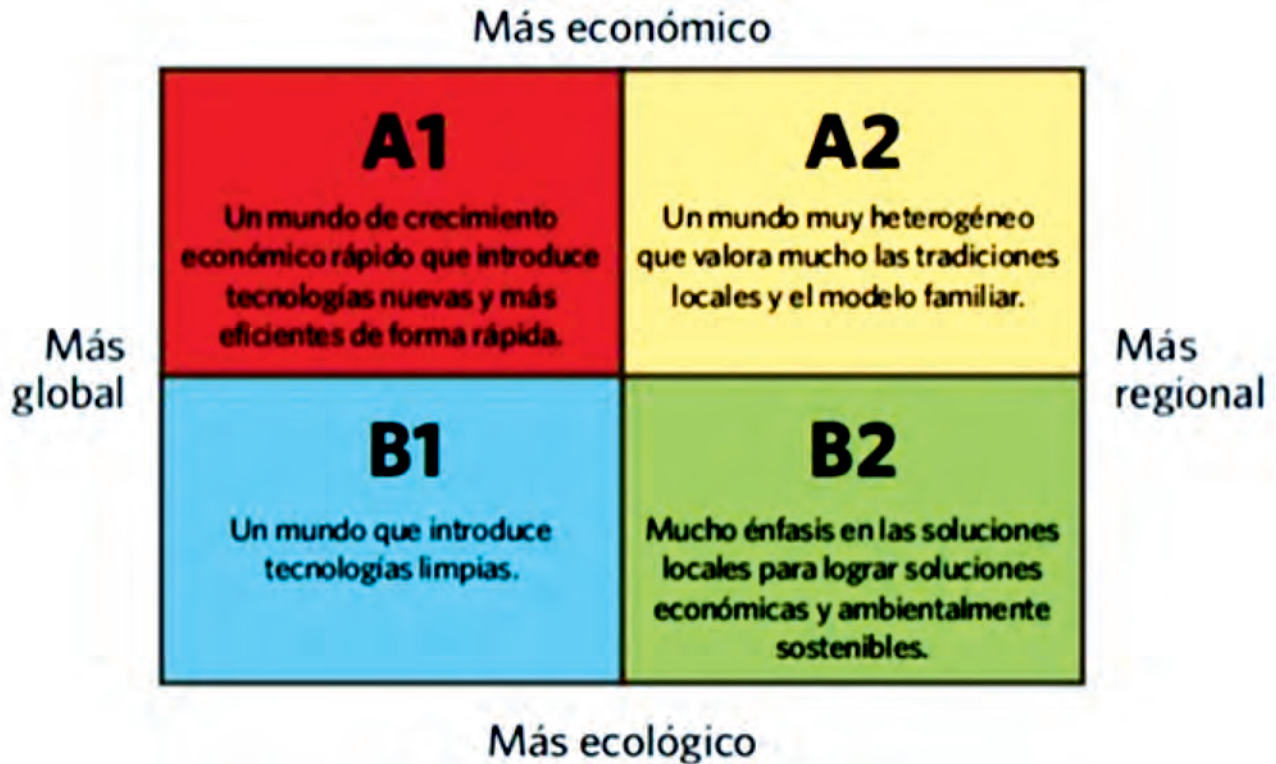 Más económico
A1
Un mundo de crecimiento
económico rápido que introduce
tecnologías nuevas y más
eficientes de forma rápida.
A2
Un mundo muy heterogéneo
que valora mucho las tradiciones
locales y el modelo familiar.
Más
global
Más
regional
B1
Un mundo que introduce
tecnologías limpias.
B2
Mucho énfasis en las soluciones
locales para lograr soluciones
económicas y ambientalmente
sostenibles.
Más ecológico